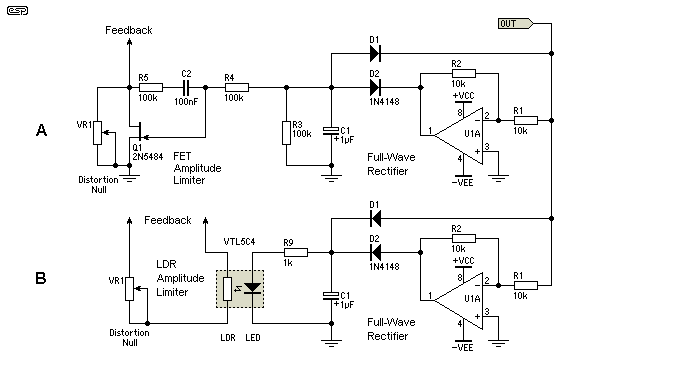 esp
OUT
Feedback
D1
R5
100k
C2
100nF
R4
100k
D2
1N4148
R2
10k
+VCC
8
2
R1
10k
VR1
A
Q1
2N5484
R3
100k
C1
+1µF
1
U1A
3
4
-VEE
Distortion
Null
FET
Amplitude
Limiter
Full-Wave
Rectifier
Feedback
VTL5C4
D1
R9
1k
D2
1N4148
R2
10k
+VCC
8
2
R1
10k
B
VR1
LDR
Amplitude
Limiter
C1
+1µF
1
U1A
3
4
-VEE
Distortion
Null
LDR
LED
Full-Wave
Rectifier